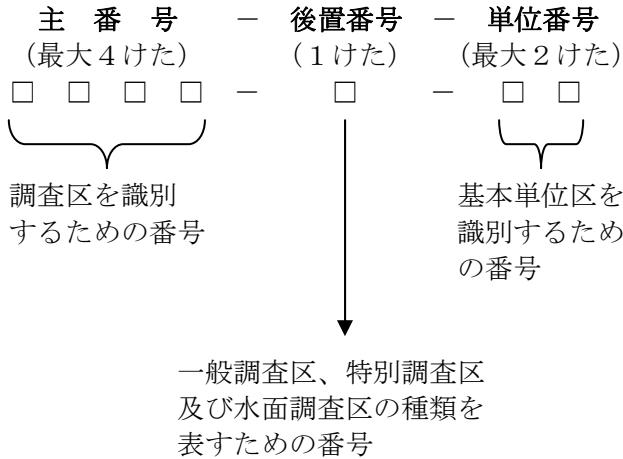 主 番 号 － 後置番号 － 単位番号
（最大４けた） （１けた） （最大２けた）
□ □ □ □ － □ － □ □
調査区を識別
するための番号
基本単位区を
識別するため
の番号
一般調査区、特別調査区
及び水面調査区の種類を
表すための番号